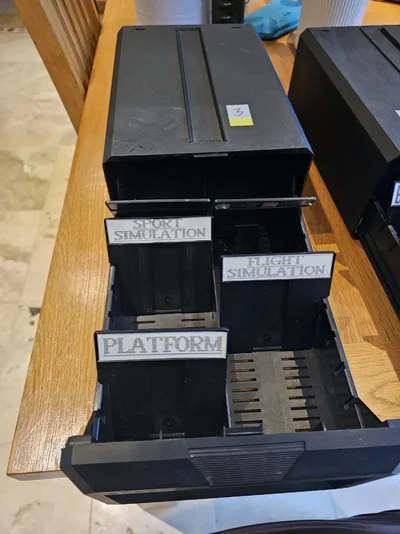 3
SPORT
SIMULATION
FLIGHT
SIMULATION
PLATFORM